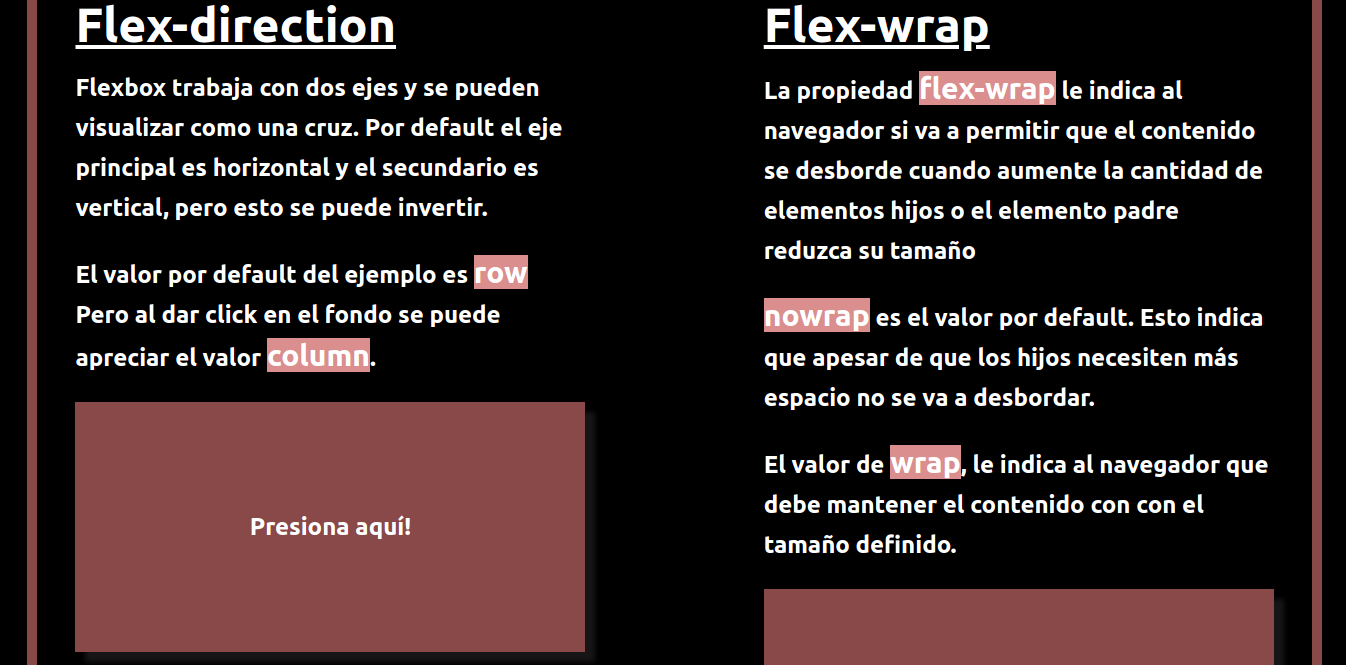 Flex-direction
Flexbox trabaja con dos ejes y se pueden
visualizar como una cruz. Por default el eje
principal es horizontal y el secundario es
vertical, pero esto se puede invertir.
El valor por default del ejemplo es row
Pero al dar click en el fondo se puede
apreciar el valor column.
Presiona aquí!
Flex-wrap
La propiedad flex-wrap le indica al
navegador si va a permitir que el contenido
se desborde cuando aumente la cantidad de
elementos hijos o el elemento padre
reduzca su tamaño
nowrap es el valor por default. Esto indica
que apesar de que los hijos necesiten más
espacio no se va a desbordar.
El valor de wrap, le indica al navegador que
debe mantener el contenido con con el
tamaño definido.